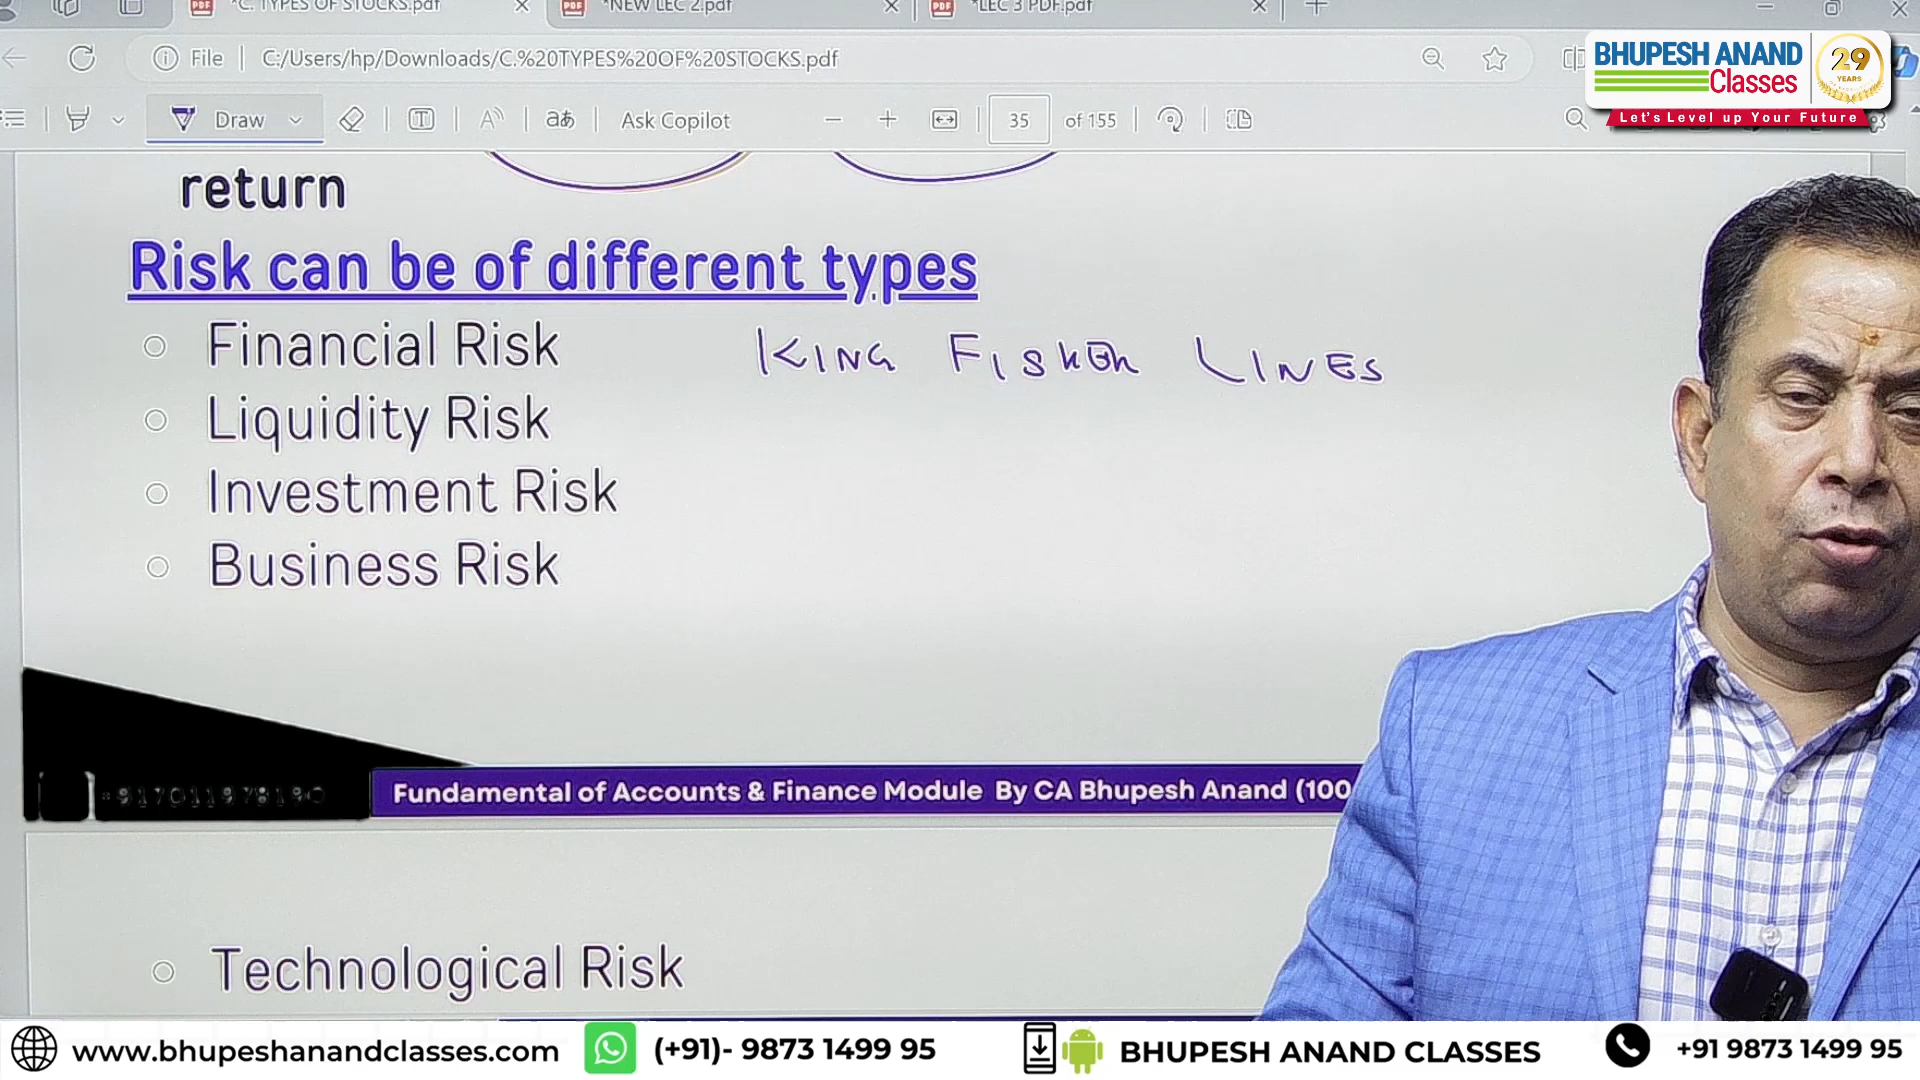 *C. TYPES OF STOCKS.pdf
*NEW LEC 2.pdf
*LEC 3 PDF.pdf
File C:/Users/hp/Downloads/C.%20TYPES%20OF%20STOCKS.pdf
BHUPESH ANAND
Classes
29
YEARS
Let's Level up Your Future
Draw
T
aあ
Ask Copilot
35 of 155
return
Risk can be of different types
Financial Risk
KING FISHER LINES
Liquidity Risk
Investment Risk
Business Risk
Fundamental of Accounts & Finance Module By CA Bhupesh Anand (100
Technological Risk
www.bhupeshanandclasses.com
(+91)- 9873 1499 95
BHUPESH ANAND CLASSES
+91 9873 1499 95